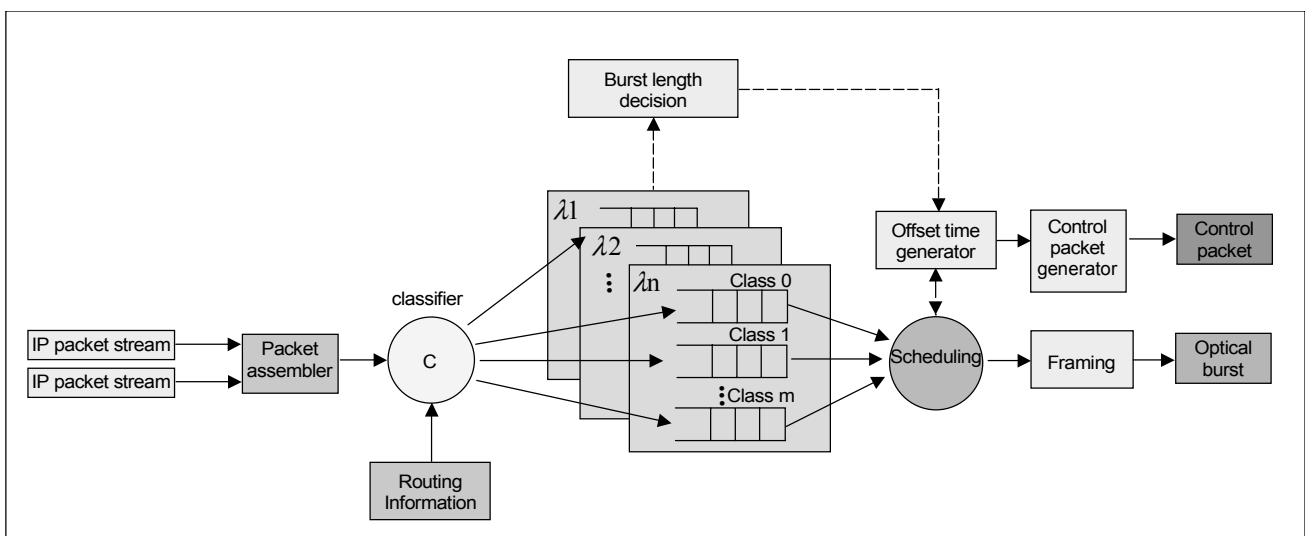 Burst length
decision
λ1
λ2
λn
Class 0
Class 1
Class m
classifier
C
IP packet stream
IP packet stream
Packet
assembler
Routing
Information
Scheduling
Offset time
generator
Control
packet
generator
Control
packet
Framing
Optical
burst